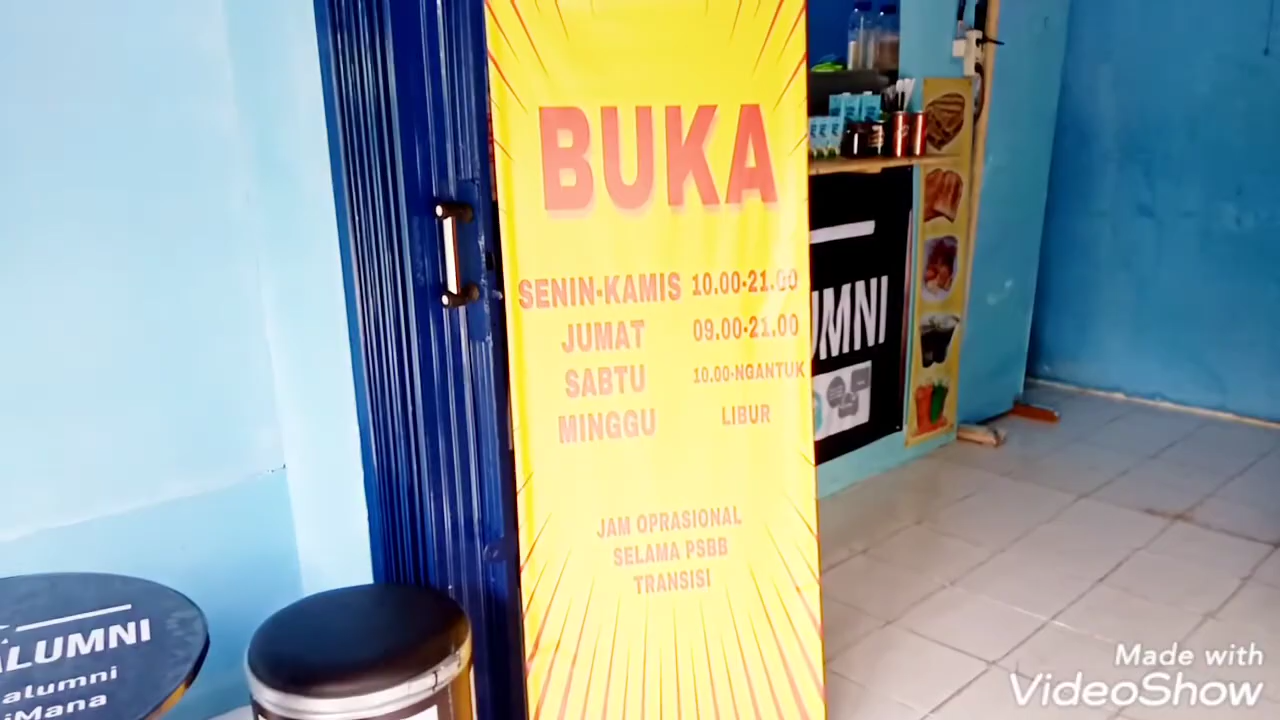 BUKA
SENIN-KAMIS 10.00-21.00
JUMAT 09.00-21.00
SABTU 10.00-NGANTUK
MINGGU LIBUR
JAM OPRASIONAL
SELAMA PSBB
TRANSISI
UMNI
ALUMNI
alumni
iMana
Made with
VideoShow